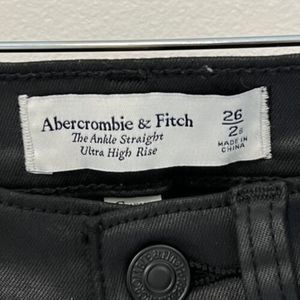 Abercrombie & Fitch
The Ankle Straight
Ultra High Rise
26
2S
MADE IN
CHINA